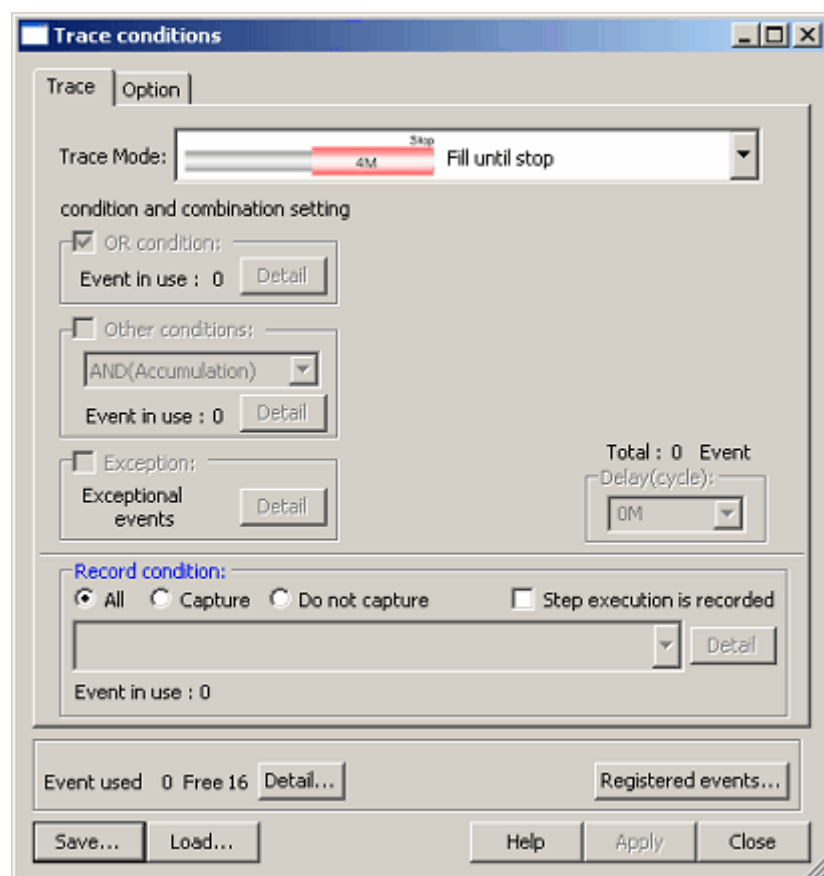 Trace conditions
Trace Option
Trace Mode: Stop 4M Fill until stop
condition and combination setting
OR condition:
Event in use : 0 Detail
Other conditions:
AND(Accumulation)
Event in use : 0 Detail
Exception:
Exceptional events Detail
Total : 0 Event
Delay(cycle):
0M
Record condition:
All Capture Do not capture Step execution is recorded
Detail
Event in use : 0
Event used 0 Free 16 Detail... Registered events...
Save... Load... Help Apply Close